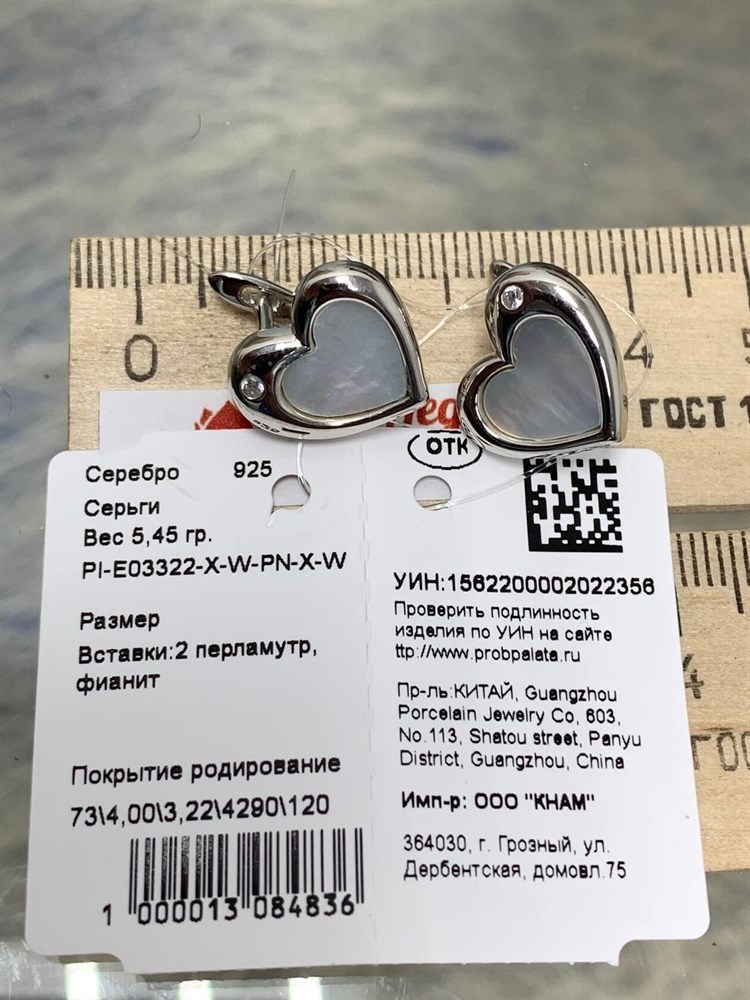 0
4
5
ГОСТ 1
ОТК
Серебро 925
Серьги
Вес 5,45 гр.
PI-E03322-X-W-PN-X-W
Размер
Вставки:2 перламутр,
фианит
Покрытие родирование
73\4,00\3,22\4290\120
1 000013 084836
УИН:1562200002022356
Проверить подлинность
изделия по УИН на сайте
ttp://www.probpalata.ru
Пр-ль:КИТАЙ, Guangzhou
Porcelain Jewelry Co, 603,
No.113, Shatou street, Panyu
District, Guangzhou, China
Имп-р: ООО "КНАМ"
364030, г. Грозный, ул.
Дербентская, домовл.75
4
ГОС